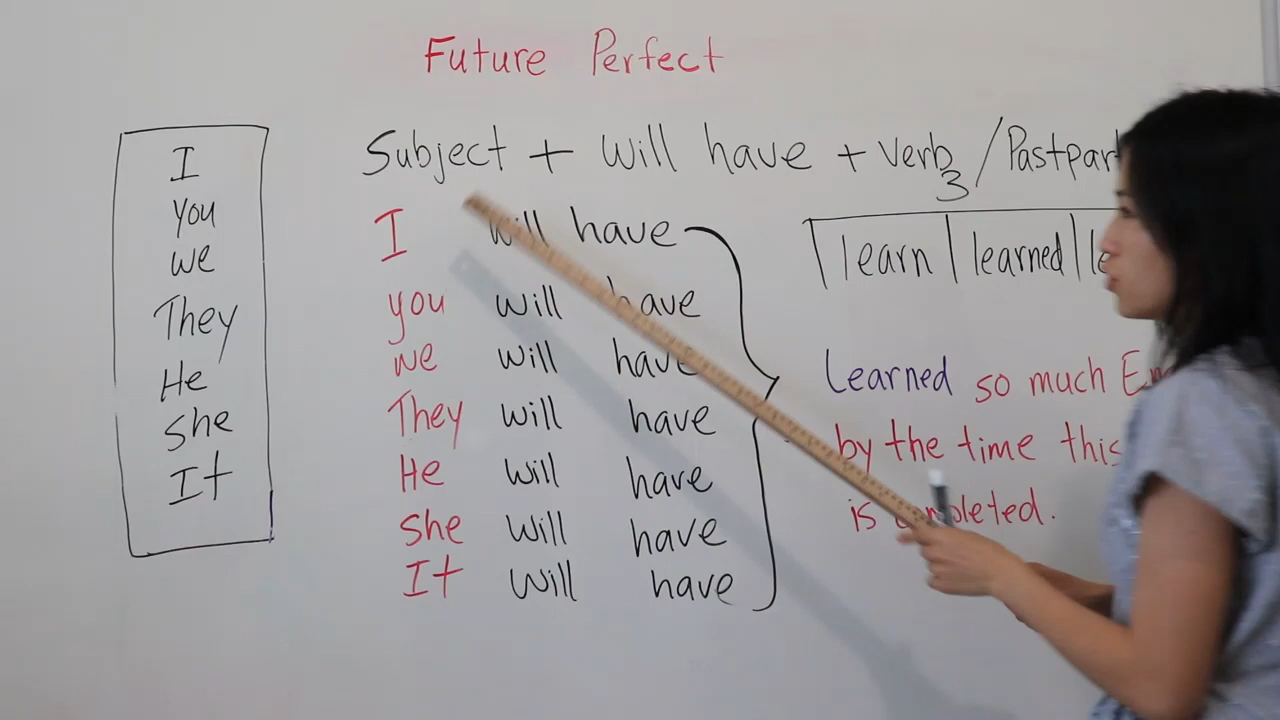 Future Perfect
Subject + will have + verb3 / Pastpart
I
you
we
They
He
She
It
I will have
you will have
we will have
They will have
He will have
she will have
It will have
learn | learned |
Learned so much
by the time this
is completed.